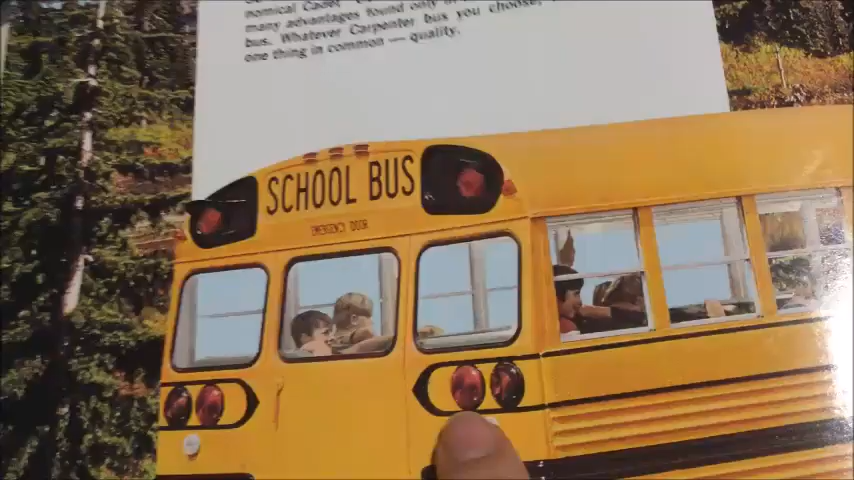 nomical Cadet
many advantages found only
bus. Whatever Carpenter bus you choose,
one thing in common — quality.
SCHOOL BUS
EMERGENCY DOOR